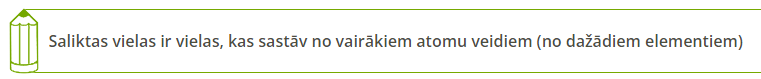 Saliktas vielas ir vielas, kas sastāv no vairākiem atomu veidiem (no dažādiem elementiem)